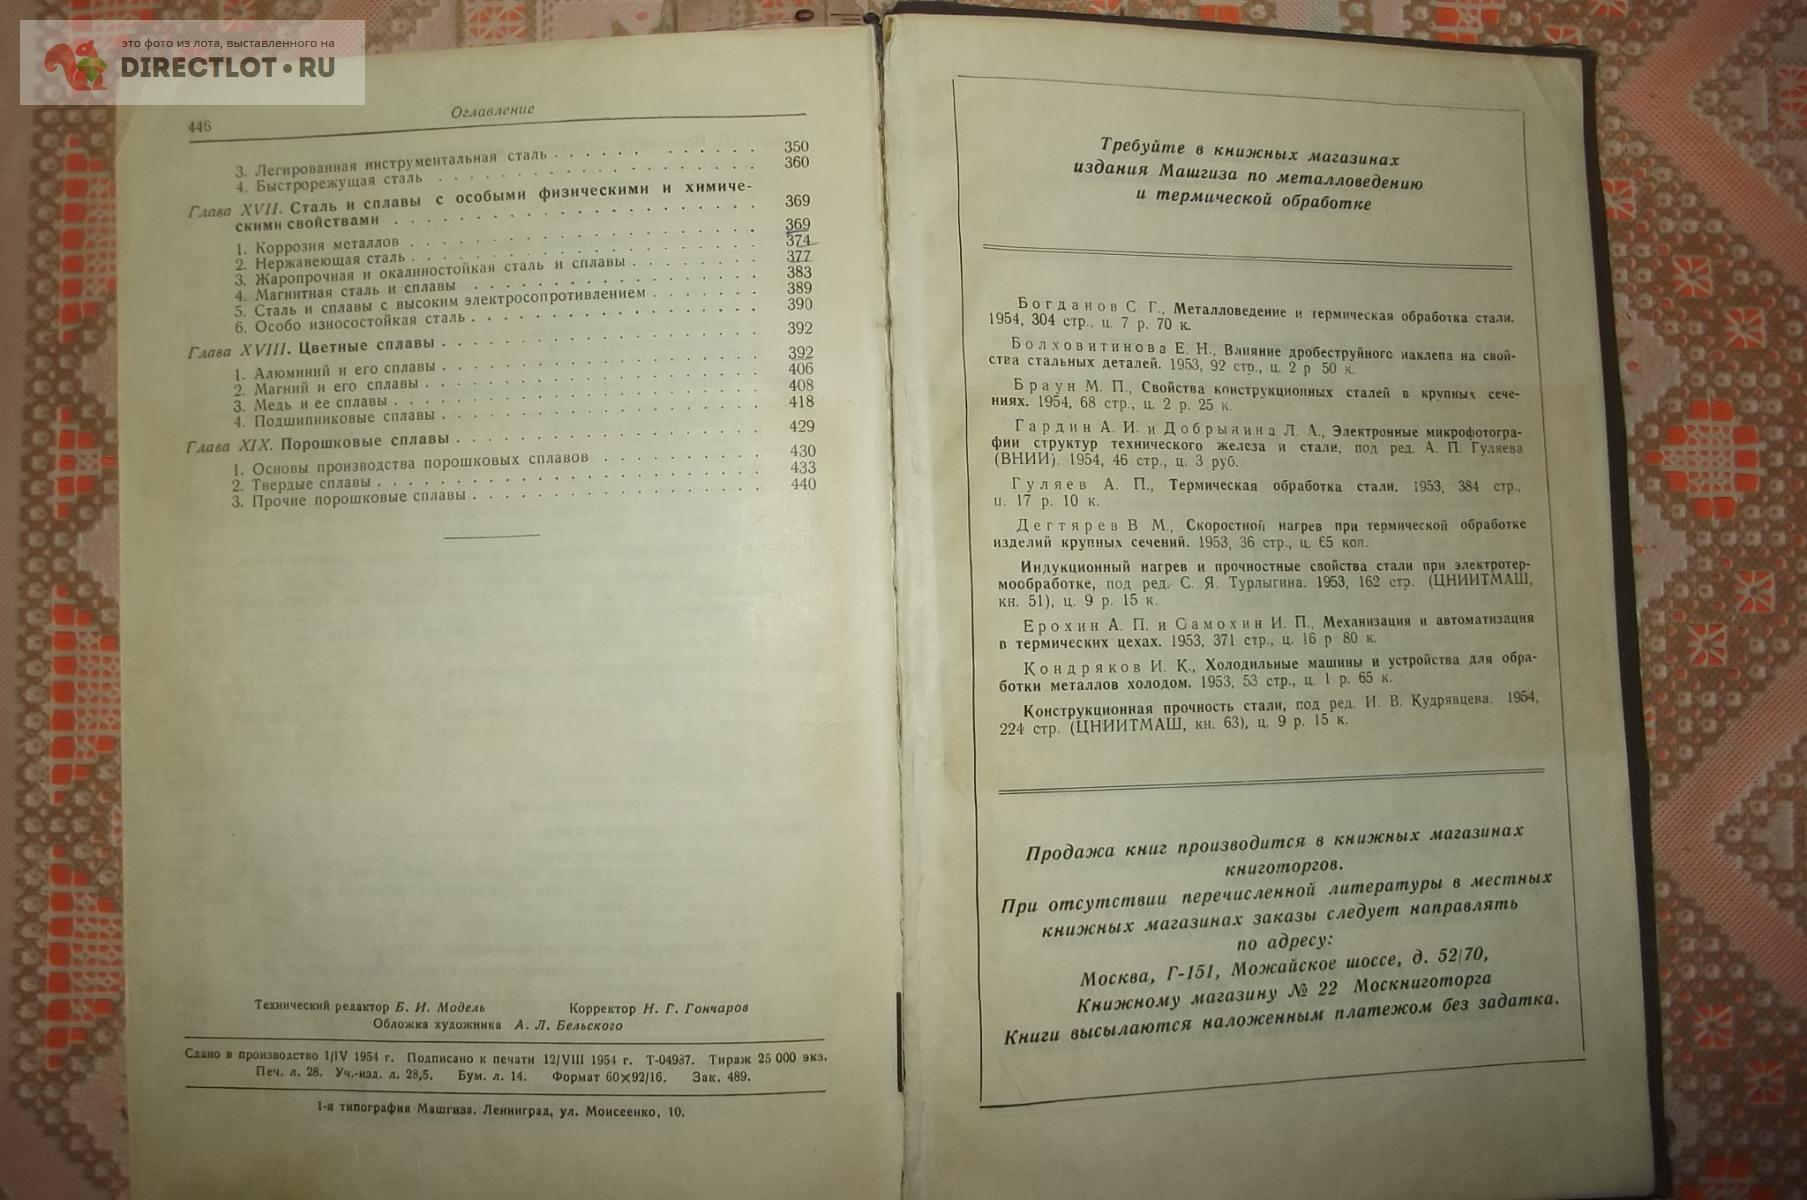 это фото из лота, выставленного на
DIRECTLOT•RU
446
Оглавление
3. Легированная инструментальная сталь . . . . . . . . . . . . 350
4. Быстрорежущая сталь . . . . . . . . . . . . . . . . . . 360
Глава XVII. Сталь и сплавы с особыми физическими и химиче-
скими свойствами . . . . . . . . . . . . . . . . . . . . 369
1. Коррозия металлов . . . . . . . . . . . . . . . . . . . 369
2. Нержавеющая сталь . . . . . . . . . . . . . . . . . . . 374
3. Жаропрочная и окалиностойкая сталь и сплавы . . . . . . . 377
4. Магнитная сталь и сплавы . . . . . . . . . . . . . . . . 383
5. Сталь и сплавы с высоким электросопротивлением . . . . . . . 389
6. Особо износостойкая сталь . . . . . . . . . . . . . . . . 390
Глава XVIII. Цветные сплавы . . . . . . . . . . . . . . . . . 392
1. Алюминий и его сплавы . . . . . . . . . . . . . . . . . 392
2. Магний и его сплавы . . . . . . . . . . . . . . . . . . 406
3. Медь и ее сплавы . . . . . . . . . . . . . . . . . . . . 408
4. Подшипниковые сплавы . . . . . . . . . . . . . . . . . . 418
Глава XIX. Порошковые сплавы . . . . . . . . . . . . . . . . 429
1. Основы производства порошковых сплавов . . . . . . . . . 430
2. Твердые сплавы . . . . . . . . . . . . . . . . . . . . . 433
3. Прочие порошковые сплавы . . . . . . . . . . . . . . . . 440
Технический редактор Б. И. Модель Корректор Н. Г. Гончаров
Обложка художника А. Л. Бельского
Сдано в производство 1/IV 1954 г. Подписано к печати 12/VIII 1954 г. Т-04937. Тираж 25 000 экз.
Печ. л. 28. Уч.-изд. л. 28,5. Бум. л. 14. Формат 60×92/16. Зак. 489.
1-я типография Машгиза. Ленинград, ул. Моисеенко, 10.
Требуйте в книжных магазинах
издания Машгиза по металловедению
и термической обработке
Богданов С. Г., Металловедение и термическая обработка стали.
1954, 304 стр., ц. 7 р. 70 к.
Болховитинова Е. Н., Влияние дробеструйного наклепа на свой-
ства стальных деталей. 1953, 92 стр., ц. 2 р 50 к.
Браун М. П., Свойства конструкционных сталей в крупных сече-
ниях. 1954, 68 стр., ц. 2 р. 25 к.
Гардин А. И. и Добрынина Л. А., Электронные микрофотогра-
фии структур технического железа и стали, под ред. А. П. Гуляева
(ВНИИ). 1954, 46 стр., ц. 3 руб.
Гуляев А. П., Термическая обработка стали. 1953, 384 стр.,
ц. 17 р. 10 к.
Дегтярев В М., Скоростной нагрев при термической обработке
изделий крупных сечений. 1953, 36 стр., ц. 65 коп.
Индукционный нагрев и прочностные свойства стали при электротер-
мообработке, под ред. С. Я. Турлыгина. 1953, 162 стр. (ЦНИИТМАШ,
кн. 51), ц. 9 р. 15 к.
Ерохин А. П. и Самохин И. П., Механизация и автоматизация
в термических цехах. 1953, 371 стр., ц. 16 р 80 к.
Кондряков И. К., Холодильные машины и устройства для обра-
ботки металлов холодом. 1953, 53 стр., ц. 1 р. 65 к.
Конструкционная прочность стали, под ред. И. В. Кудрявцева. 1954,
224 стр. (ЦНИИТМАШ, кн. 63), ц. 9 р. 15 к.
Продажа книг производится в книжных магазинах
книготоргов.
При отсутствии перечисленной литературы в местных
книжных магазинах заказы следует направлять
по адресу:
Москва, Г-151, Можайское шоссе, д. 52/70,
Книжному магазину № 22 Москниготорга
Книги высылаются наложенным платежом без задатка.